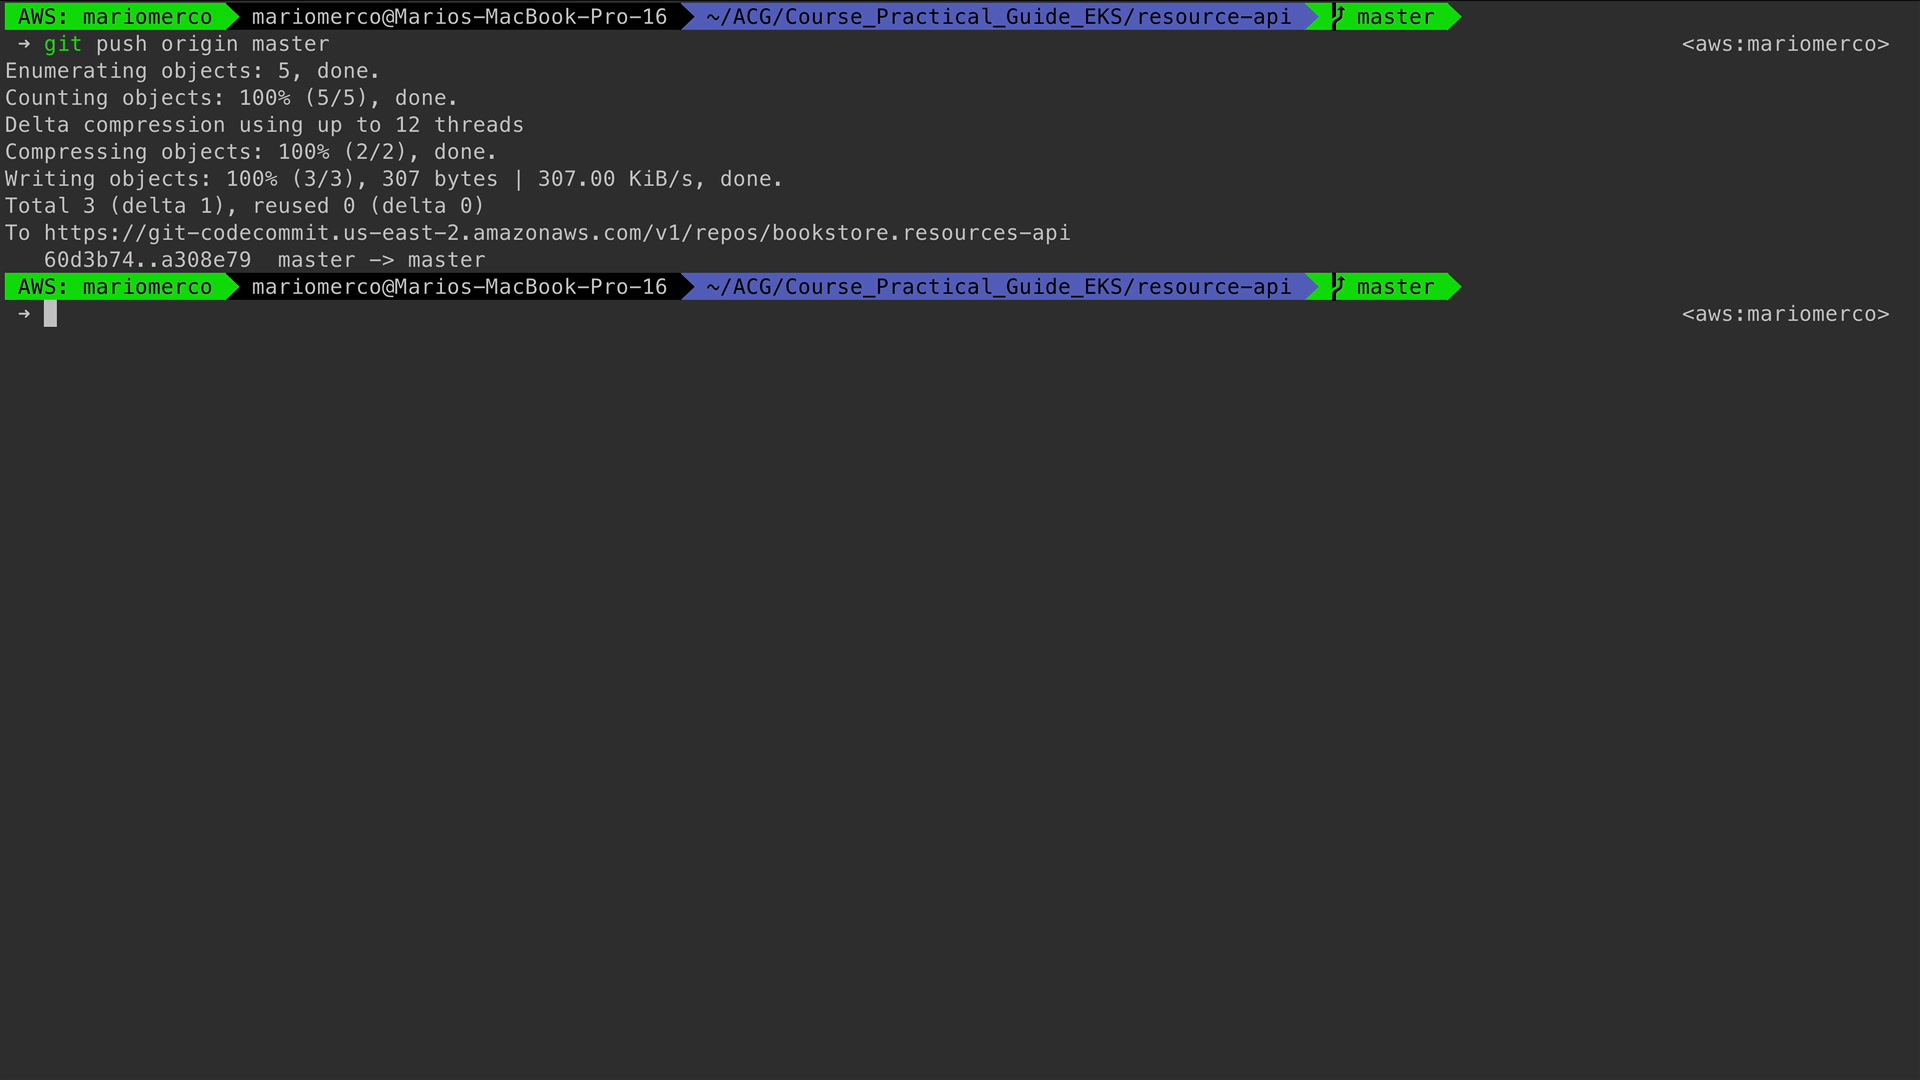 AWS: mariomerco mariomerco@Marios-MacBook-Pro-16 ~/ACG/Course_Practical_Guide_EKS/resource-api master
➜ git push origin master <aws:mariomerco>
Enumerating objects: 5, done.
Counting objects: 100% (5/5), done.
Delta compression using up to 12 threads
Compressing objects: 100% (2/2), done.
Writing objects: 100% (3/3), 307 bytes | 307.00 KiB/s, done.
Total 3 (delta 1), reused 0 (delta 0)
To https://git-codecommit.us-east-2.amazonaws.com/v1/repos/bookstore.resources-api
60d3b74..a308e79 master -> master
AWS: mariomerco mariomerco@Marios-MacBook-Pro-16 ~/ACG/Course_Practical_Guide_EKS/resource-api master
➜ <aws:mariomerco>